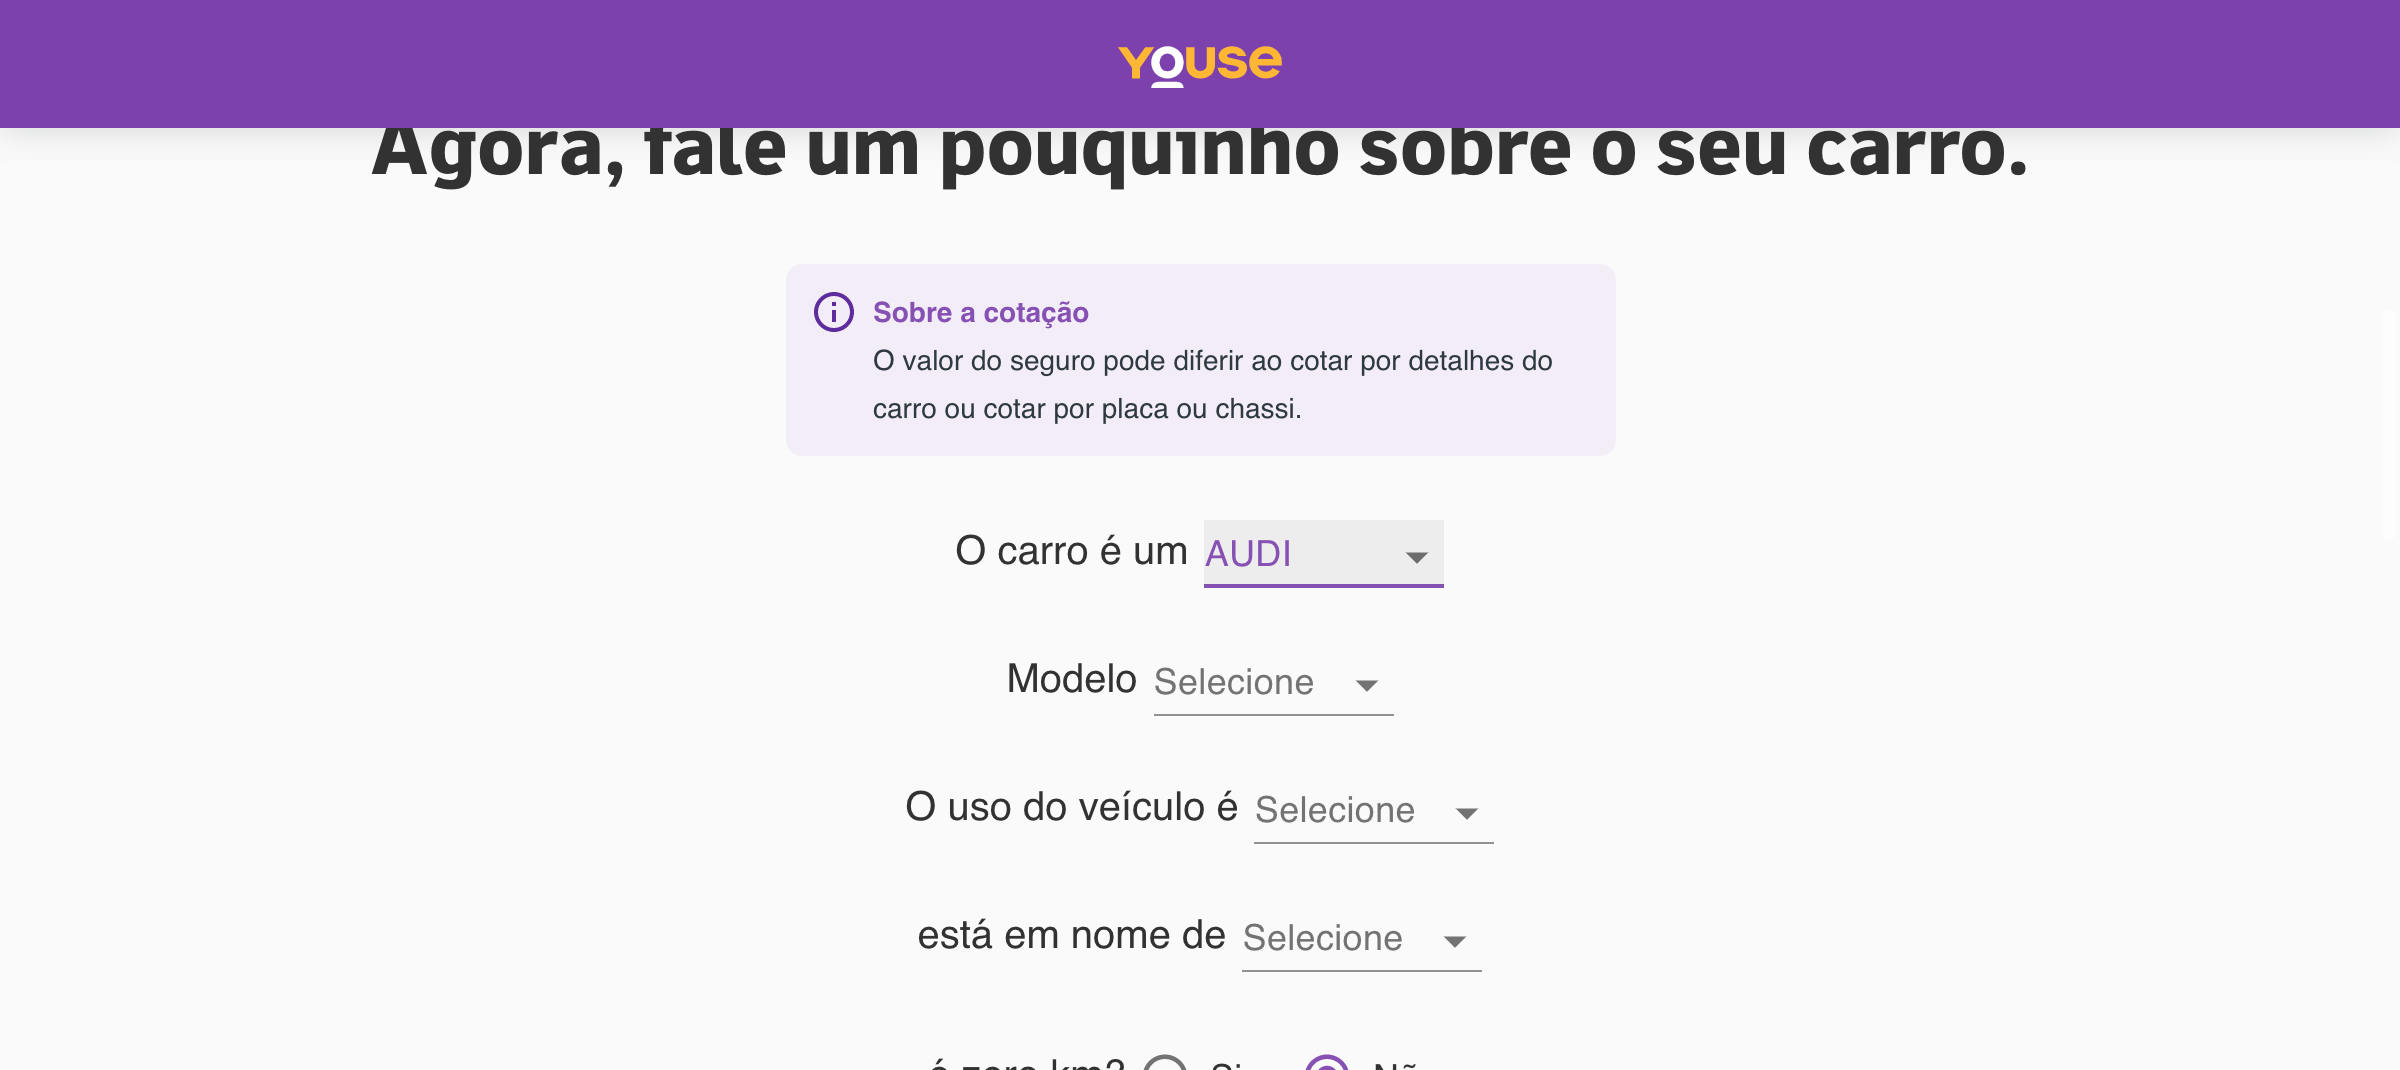 Youse
Agora, fale um pouquinho sobre o seu carro.
Sobre a cotação
O valor do seguro pode diferir ao cotar por detalhes do
carro ou cotar por placa ou chassi.
O carro é um AUDI
Modelo Selecione
O uso do veículo é Selecione
está em nome de Selecione
é zero km?